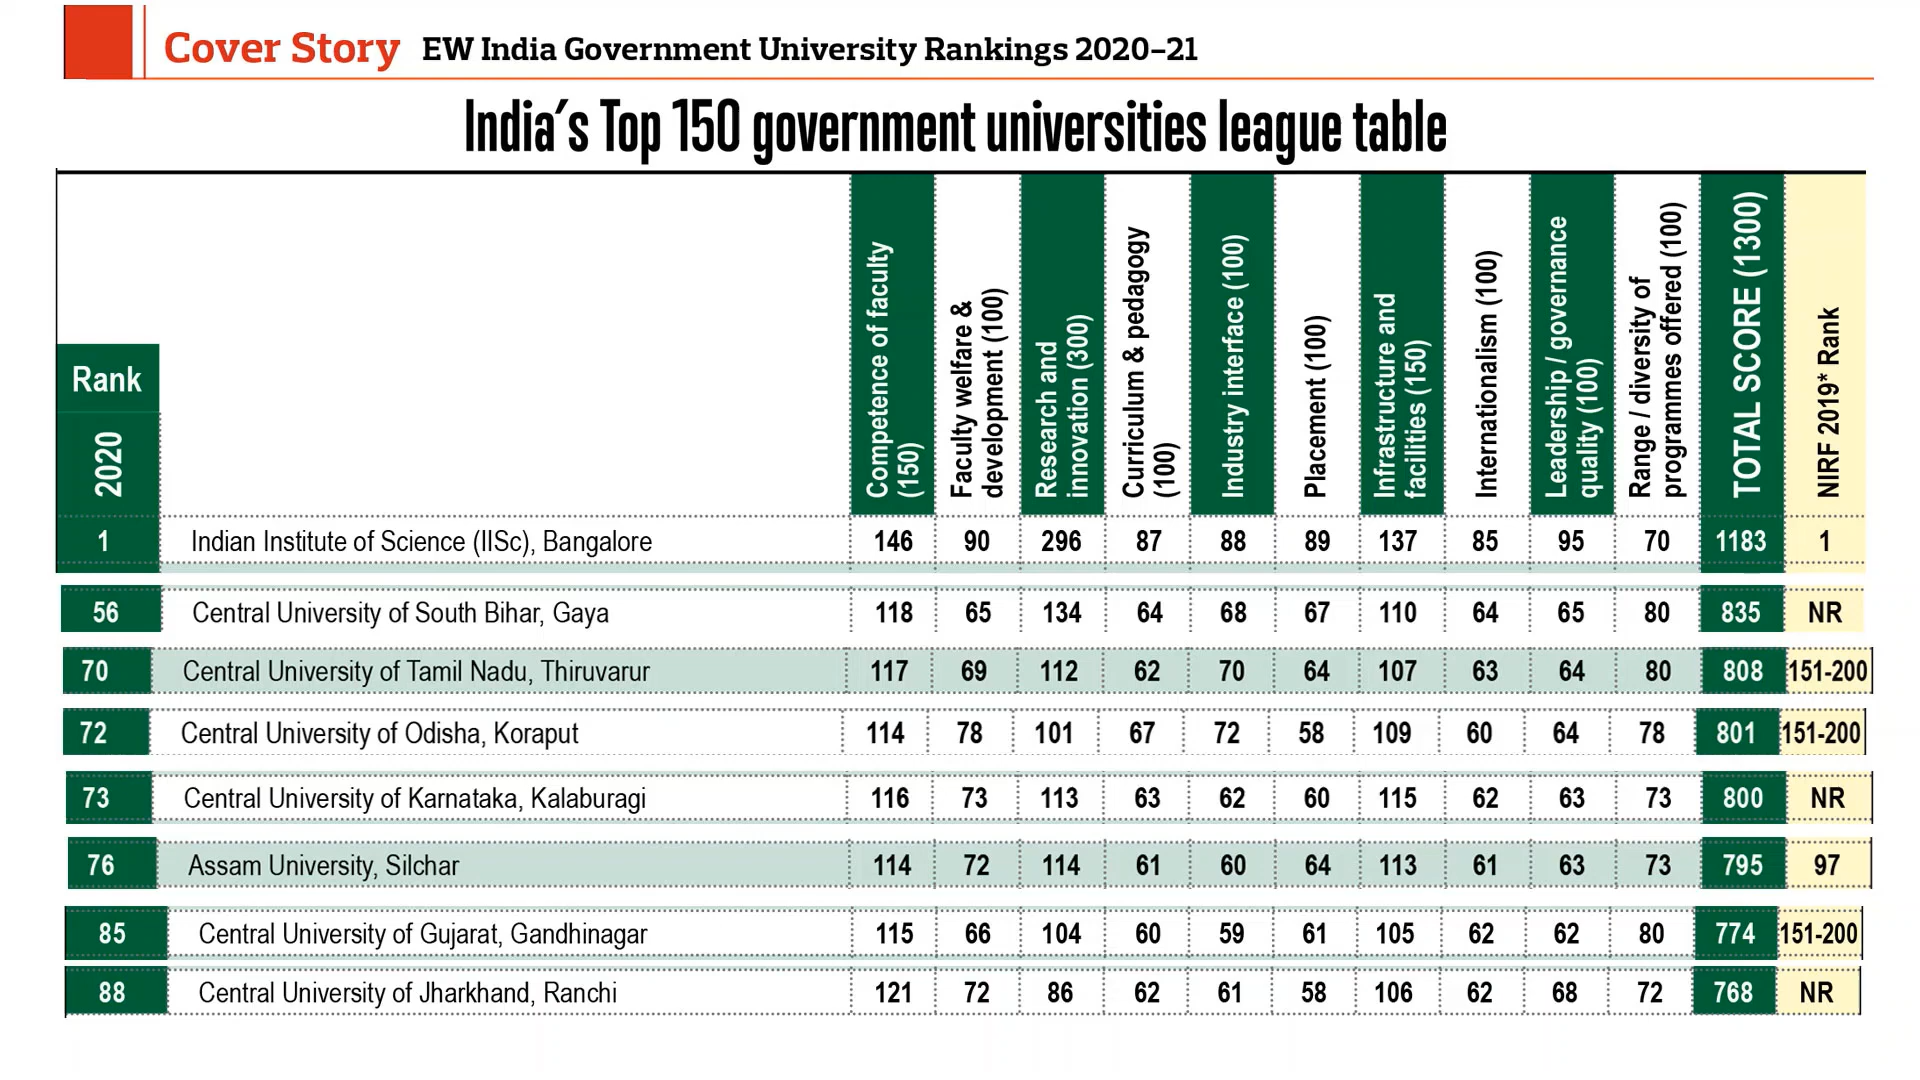 Cover Story EW India Government University Rankings 2020–21
India's Top 150 government universities league table
Rank
2020
Competence of faculty
(150)
Faculty welfare &
development (100)
Research and
innovation (300)
Curriculum & pedagogy
(100)
Industry interface (100)
Placement (100)
Infrastructure and
facilities (150)
Internationalism (100)
Leadership / governance
quality (100)
Range / diversity of
programmes offered (100)
TOTAL SCORE (1300)
NIRF 2019* Rank
1 Indian Institute of Science (IISc), Bangalore 146 90 296 87 88 89 137 85 95 70 1183 1
56 Central University of South Bihar, Gaya 118 65 134 64 68 67 110 64 65 80 835 NR
70 Central University of Tamil Nadu, Thiruvarur 117 69 112 62 70 64 107 63 64 80 808 151-200
72 Central University of Odisha, Koraput 114 78 101 67 72 58 109 60 64 78 801 151-200
73 Central University of Karnataka, Kalaburagi 116 73 113 63 62 60 115 62 63 73 800 NR
76 Assam University, Silchar 114 72 114 61 60 64 113 61 63 73 795 97
85 Central University of Gujarat, Gandhinagar 115 66 104 60 59 61 105 62 62 80 774 151-200
88 Central University of Jharkhand, Ranchi 121 72 86 62 61 58 106 62 68 72 768 NR